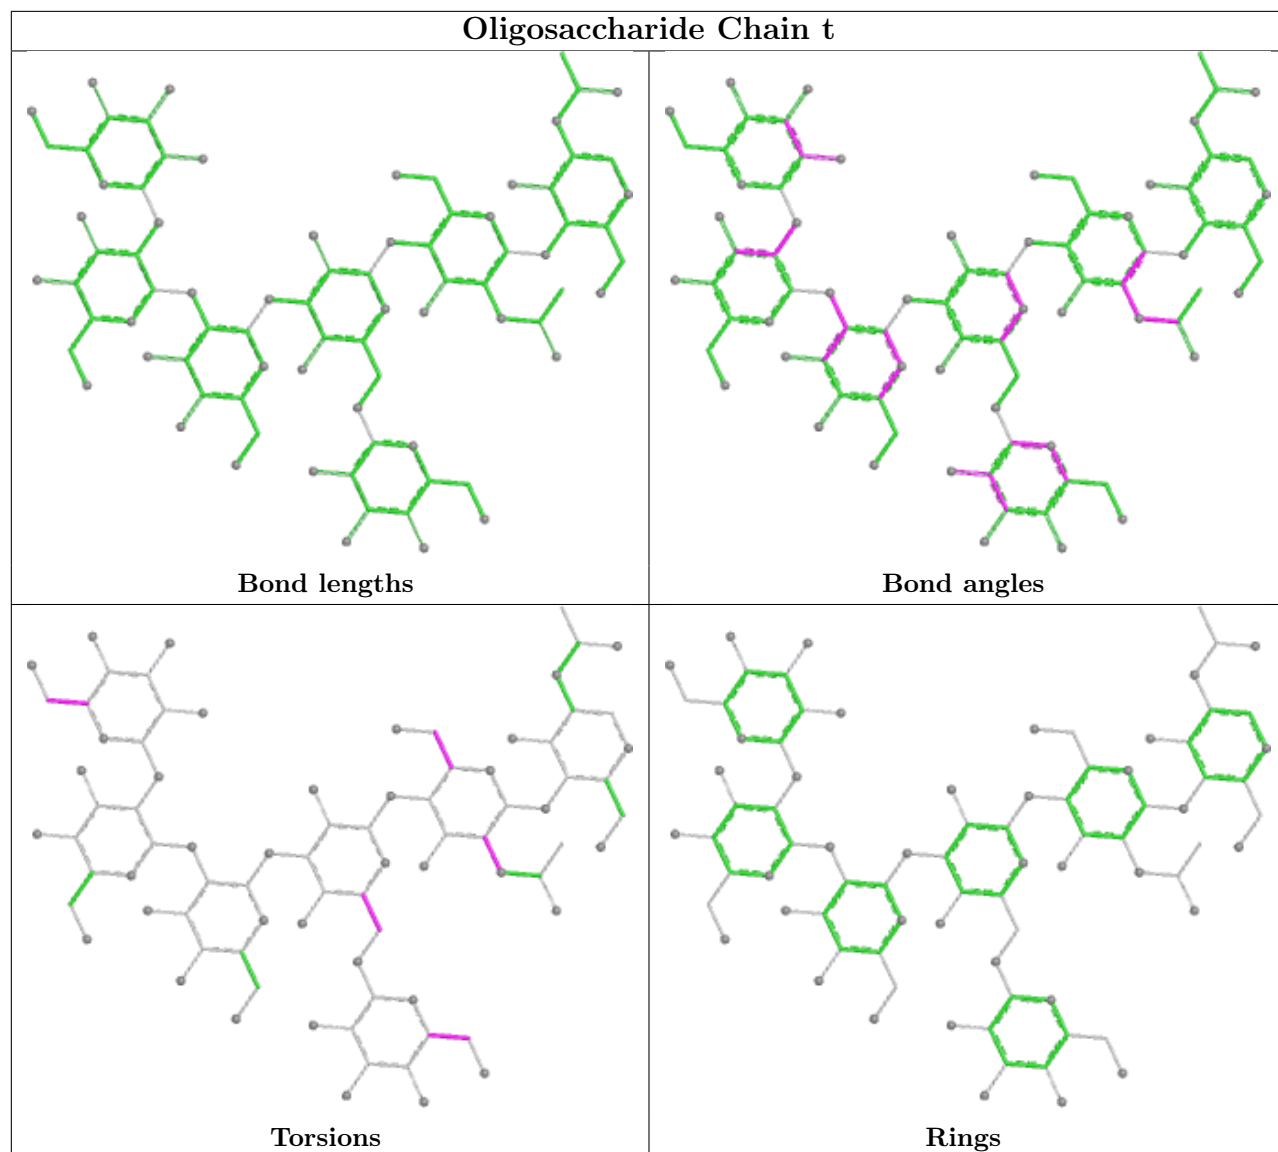 Oligosaccharide Chain t
Bond lengths
Bond angles
Torsions
Rings